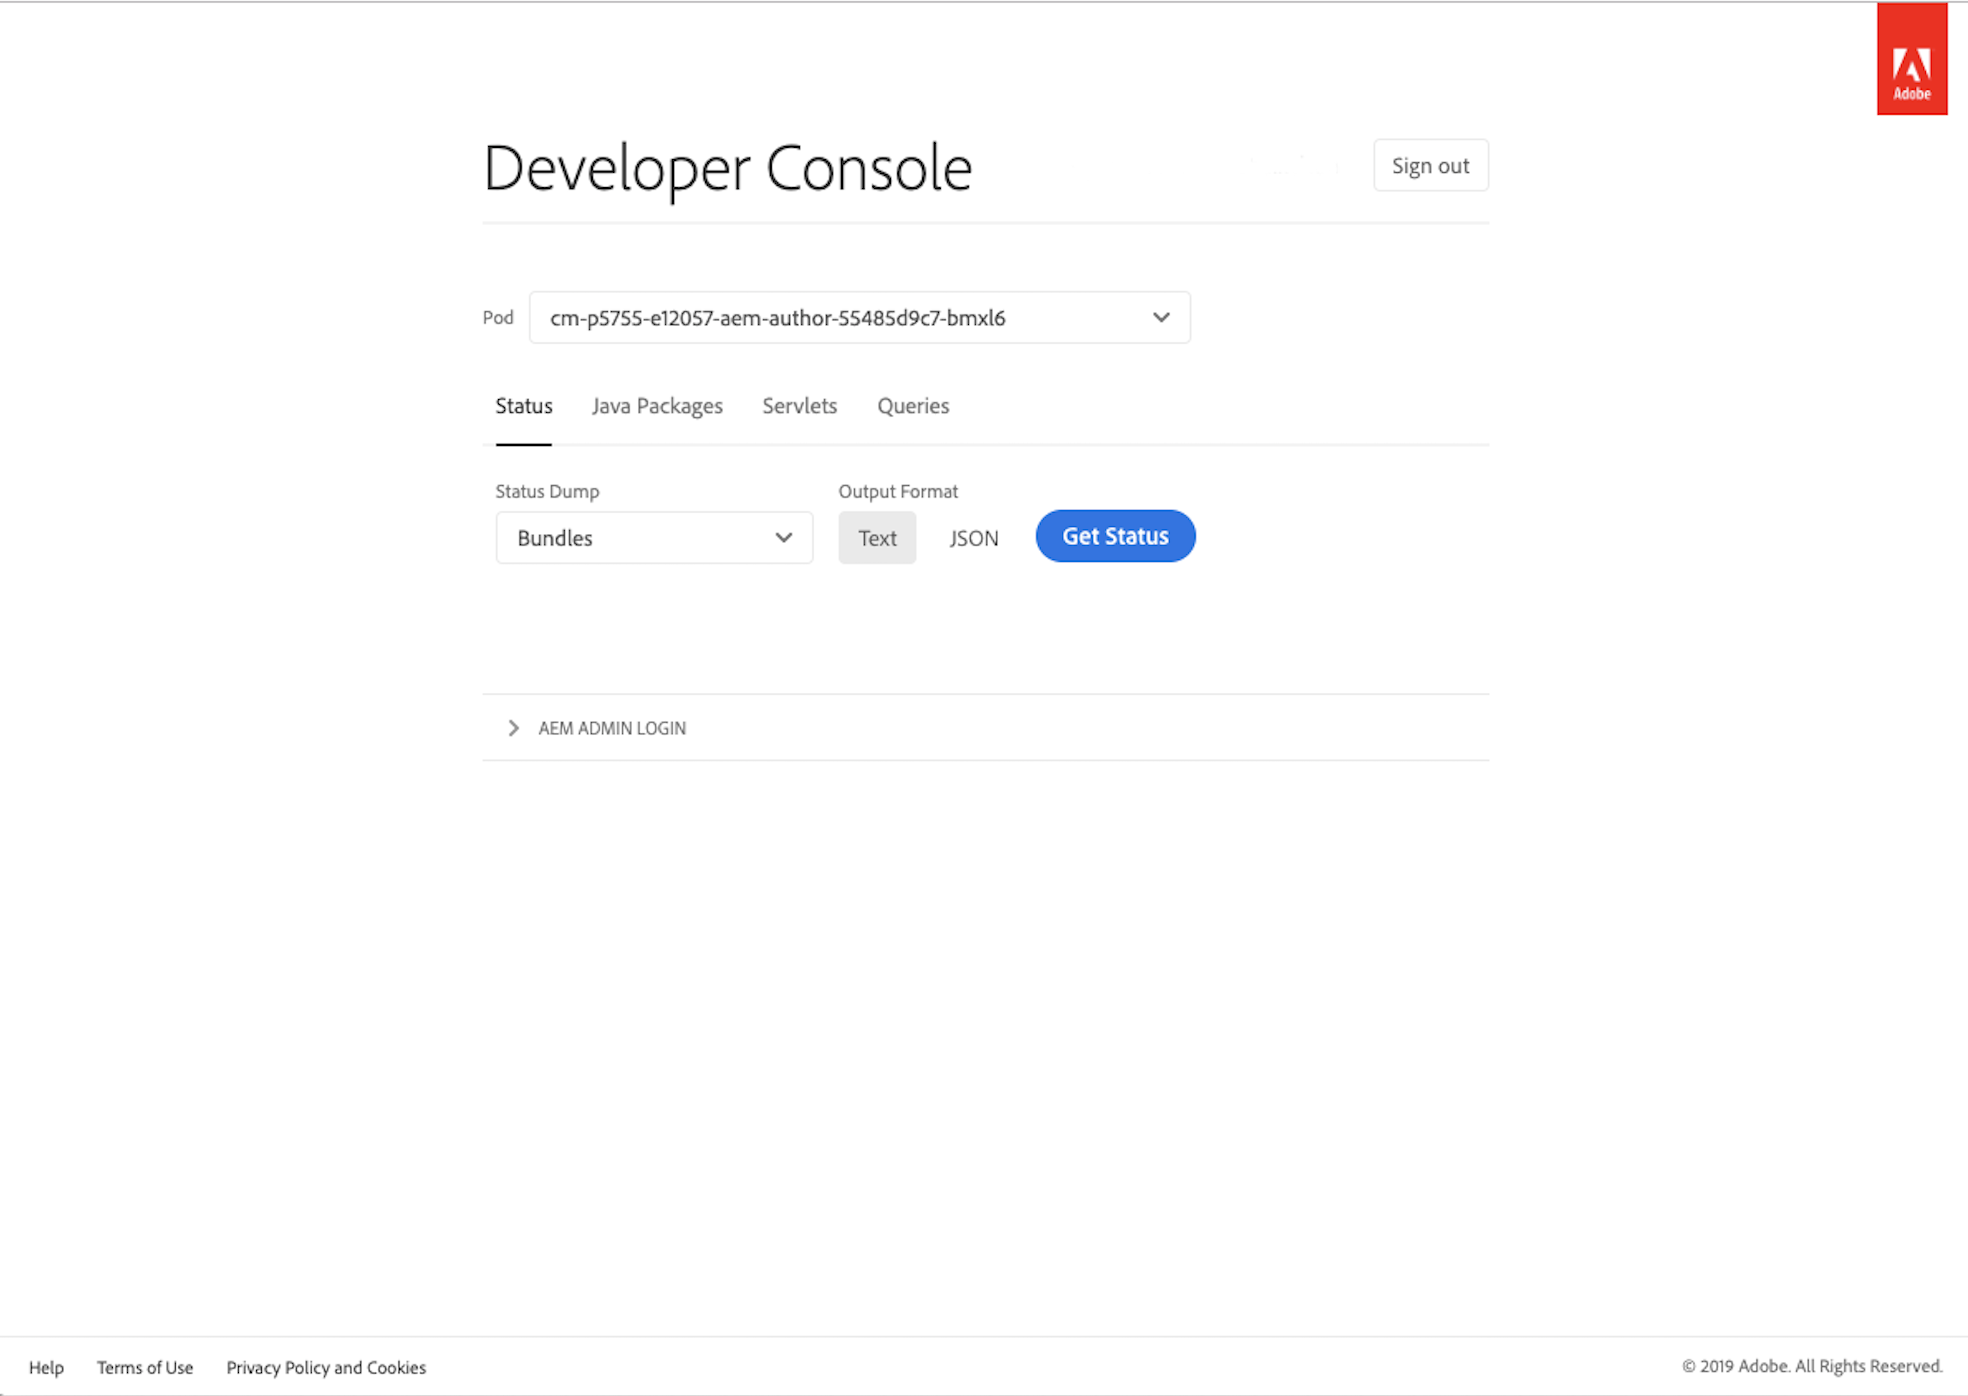 Adobe
Developer Console
Sign out
Pod
cm-p5755-e12057-aem-author-55485d9c7-bmxl6
Status Java Packages Servlets Queries
Status Dump Output Format
Bundles Text JSON Get Status
AEM ADMIN LOGIN
Help Terms of Use Privacy Policy and Cookies © 2019 Adobe. All Rights Reserved.